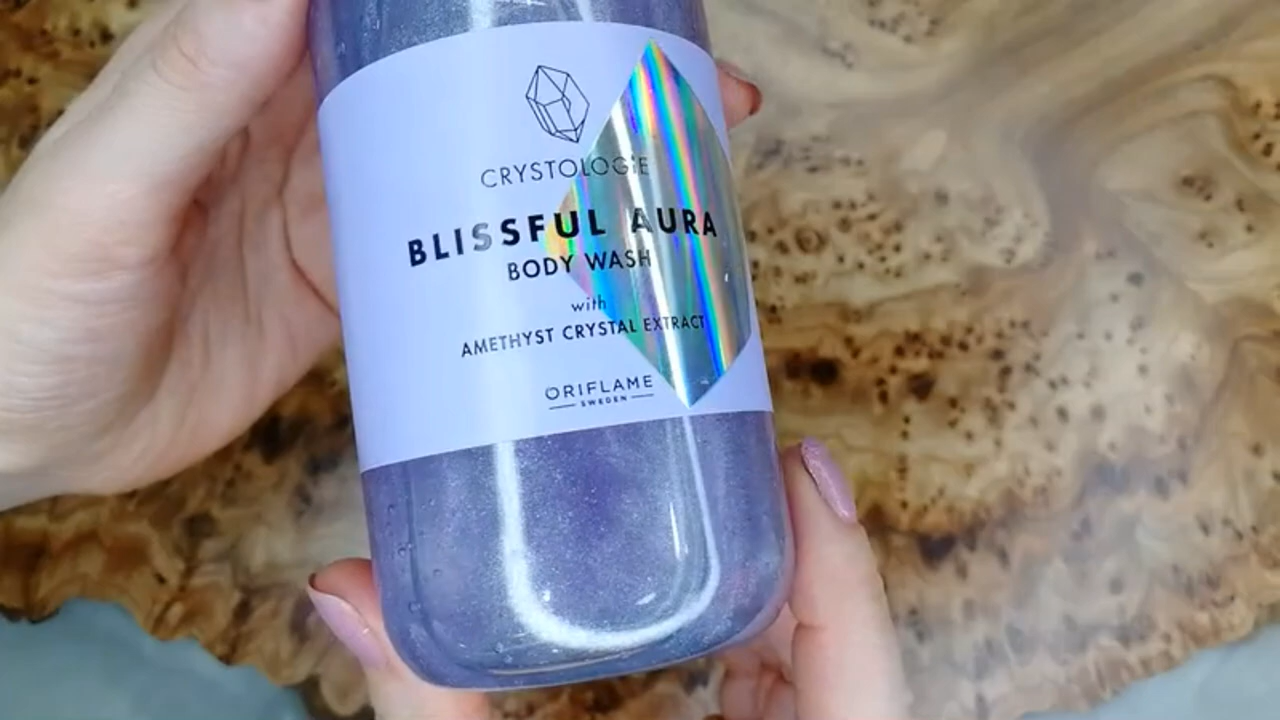 CRYSTOLOGIE
BLISSFUL AURA
BODY WASH
with
AMETHYST CRYSTAL EXTRACT
ORIFLAME
SWEDEN